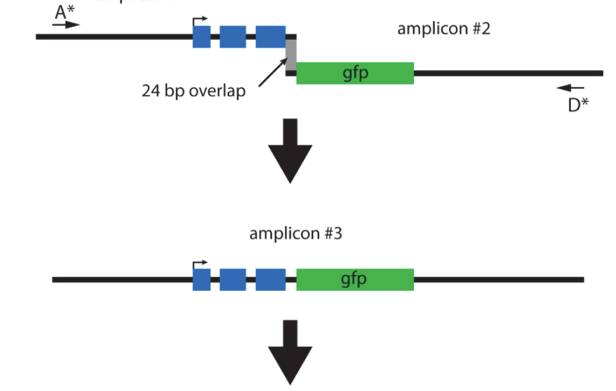 A*
amplicon #2
gfp
24 bp overlap
D*
amplicon #3
gfp